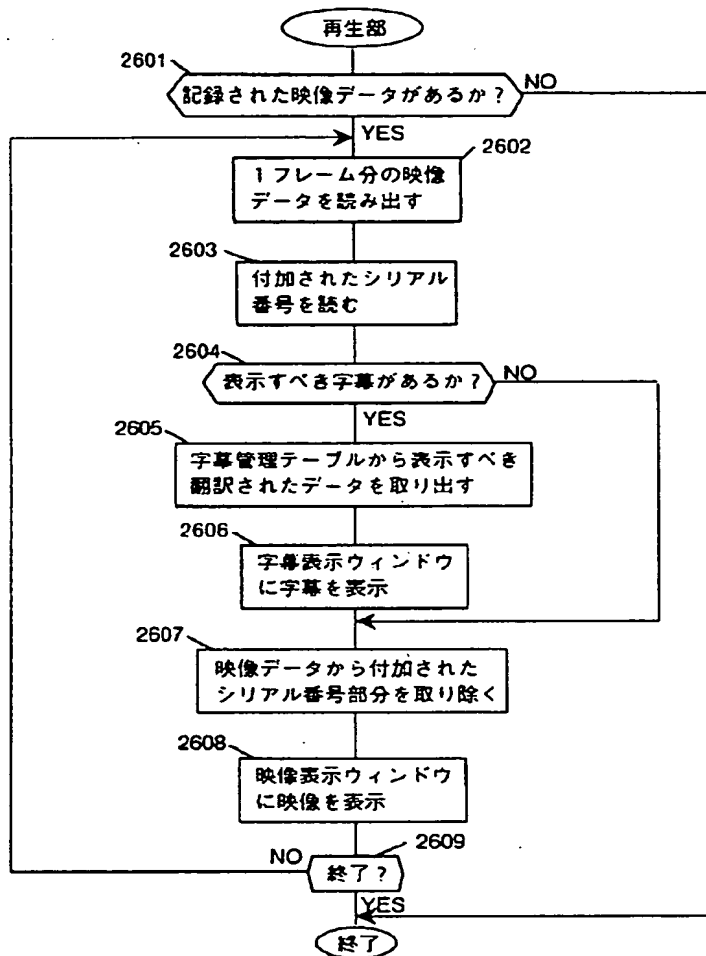 再生部
2601
記録された映像データがあるか?
NO
YES
2602
1フレーム分の映像
データを読み出す
2603
付加されたシリアル
番号を読む
2604
表示すべき字幕があるか?
NO
YES
2605
字幕管理テーブルから表示すべき
翻訳されたデータを取り出す
2606
字幕表示ウィンドウ
に字幕を表示
2607
映像データから付加された
シリアル番号部分を取り除く
2608
映像表示ウィンドウ
に映像を表示
2609
NO
終了?
YES
終了